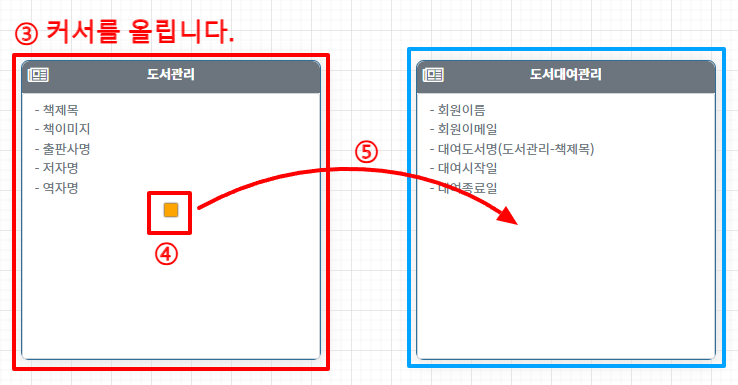 ③ 커서를 올립니다.
도서관리
- 책제목
- 책이미지
- 출판사명
- 저자명
- 역자명
④
⑤
도서대여관리
- 회원이름
- 회원이메일
- 대여도서명(도서관리-책제목)
- 대여시작일
- 대여종료일